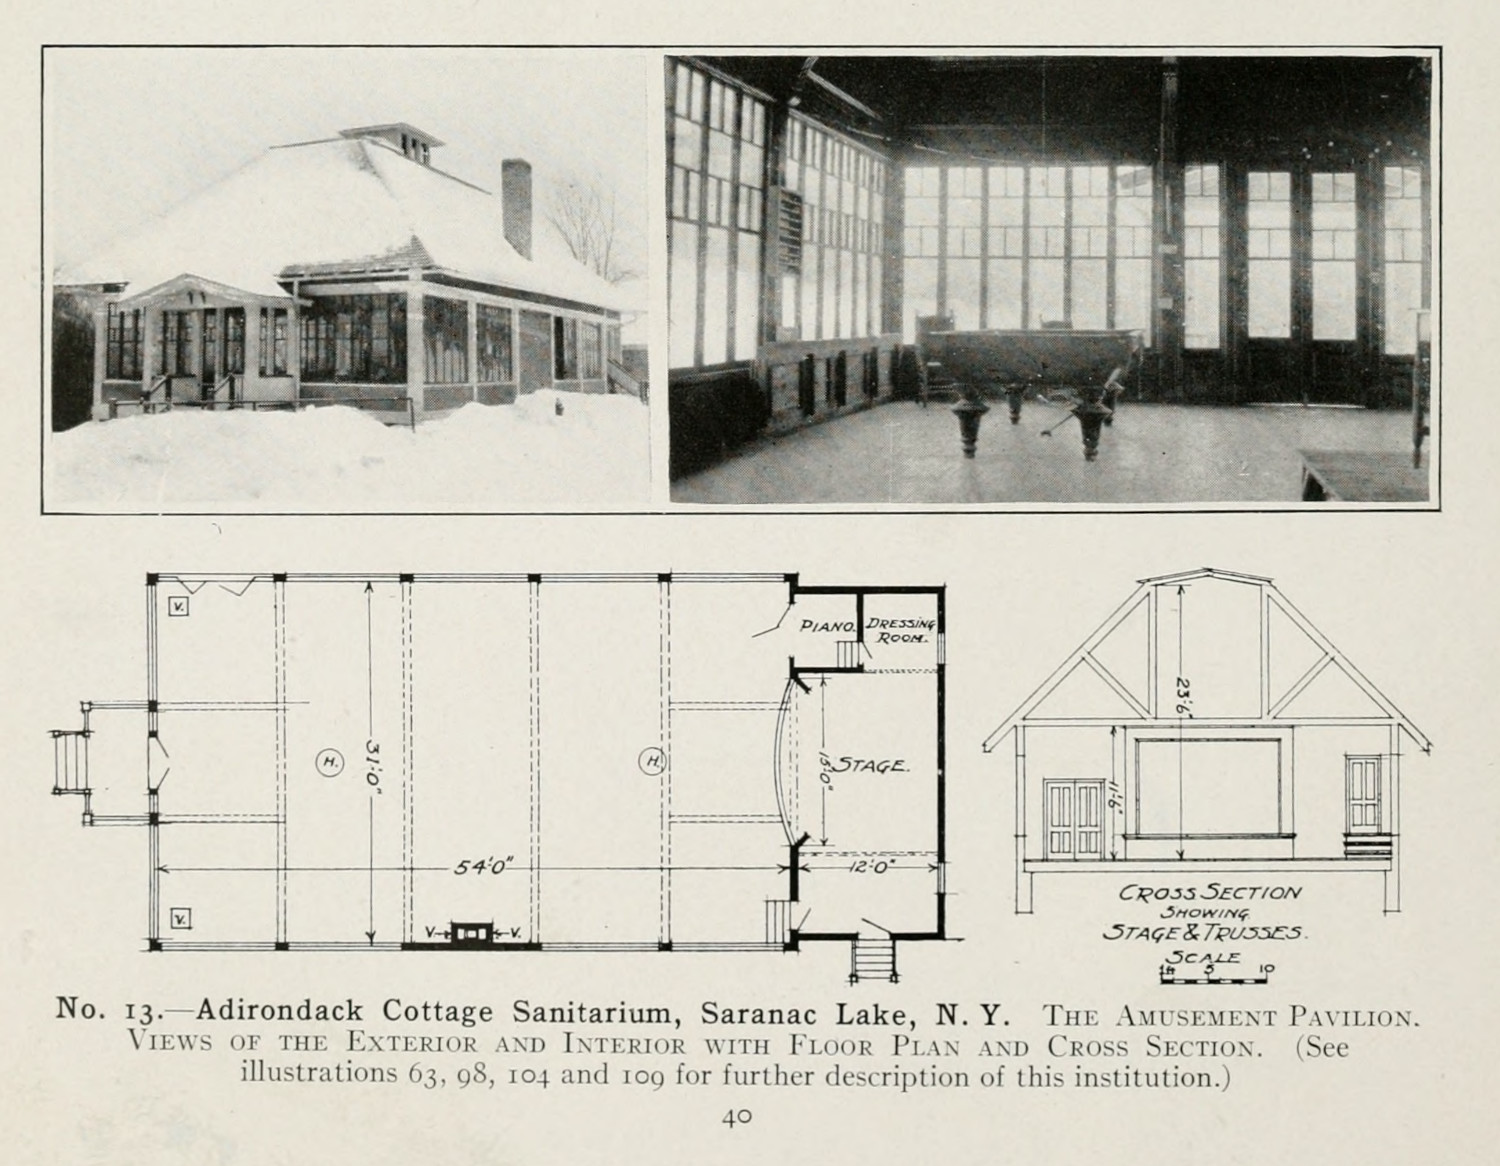 V.
PIANO.
DRESSING
ROOM.
H.
31'-0"
H.
15'-0"
STAGE.
54'-0"
12'-0"
V.
V.
V.
23'-6"
11'-6"
CROSS SECTION
SHOWING
STAGE & TRUSSES.
SCALE
5 10
No. 13.—Adirondack Cottage Sanitarium, Saranac Lake, N. Y. THE AMUSEMENT PAVILION.
VIEWS OF THE EXTERIOR AND INTERIOR WITH FLOOR PLAN AND CROSS SECTION. (See
illustrations 63, 98, 104 and 109 for further description of this institution.)
40